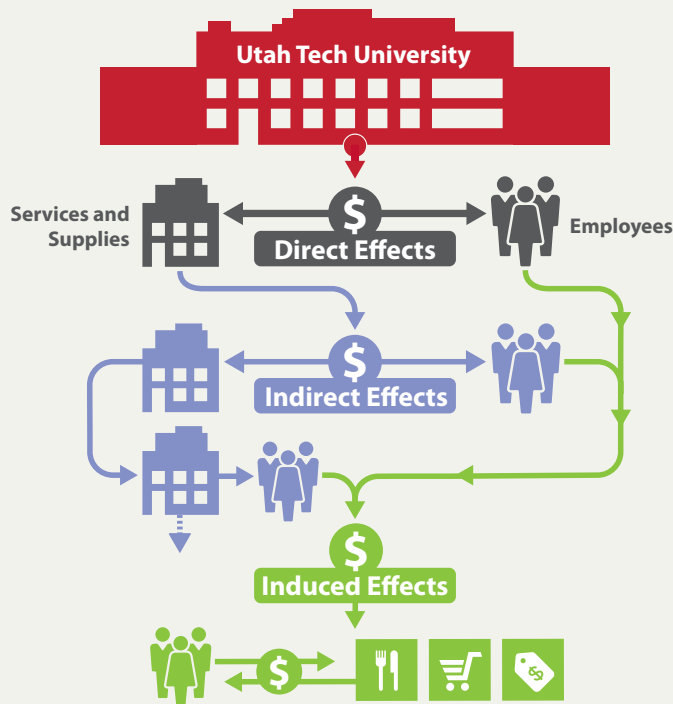 Utah Tech University
Services and
Supplies
$
Direct Effects
Employees
$
Indirect Effects
$
Induced Effects
$
$